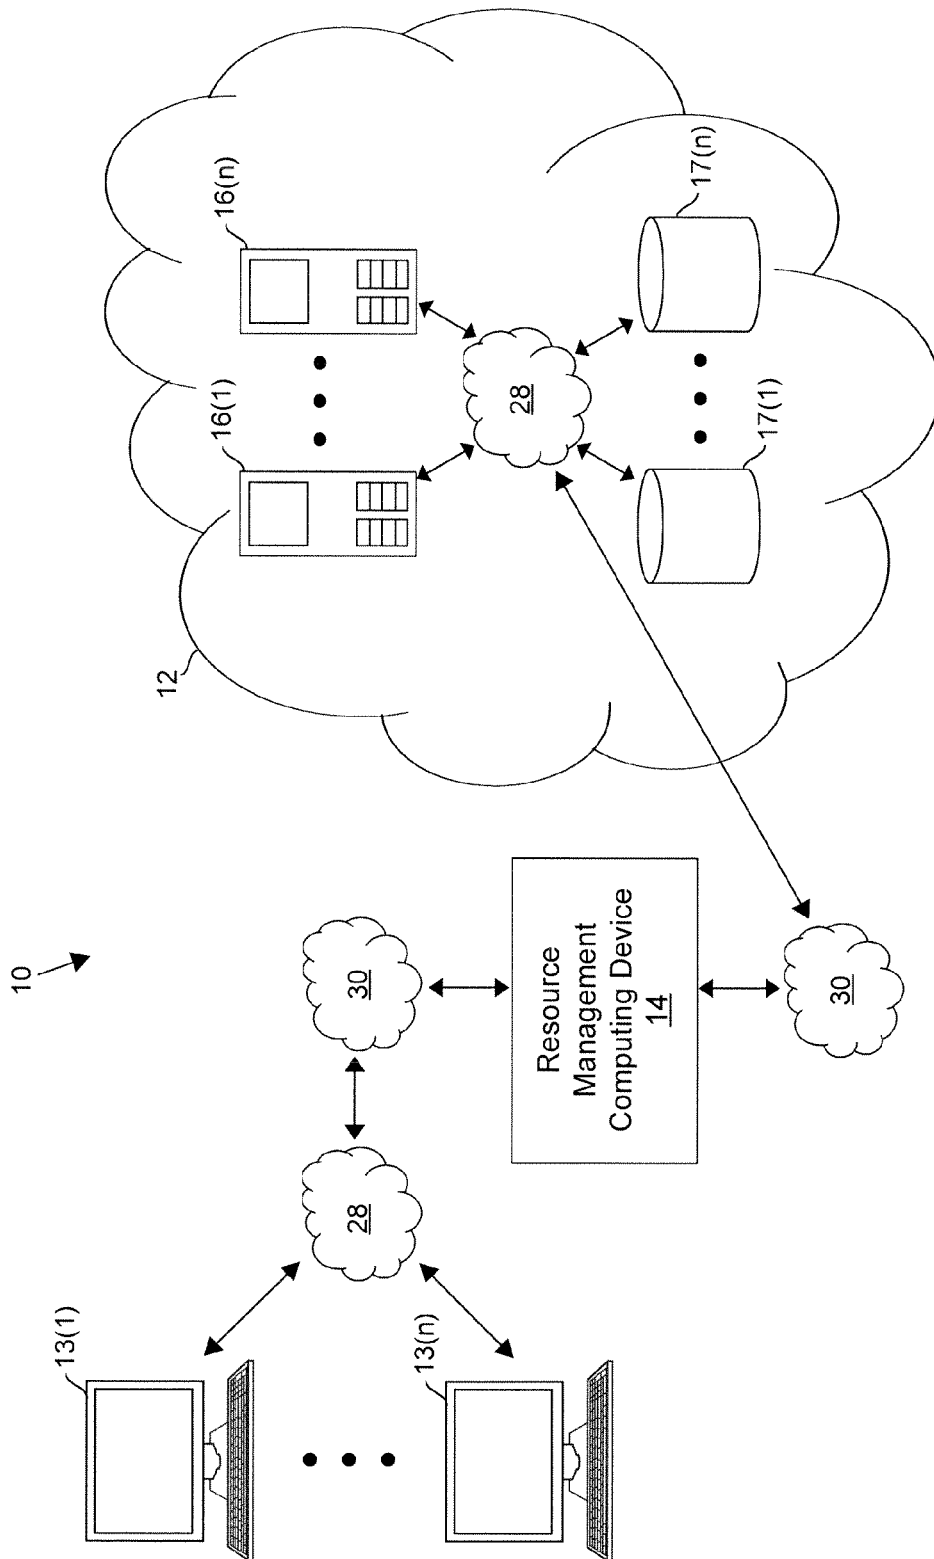 10
12
13(1)
13(n)
28
30
Resource
Management
Computing Device
14
30
16(1)
16(n)
28
17(1)
17(n)